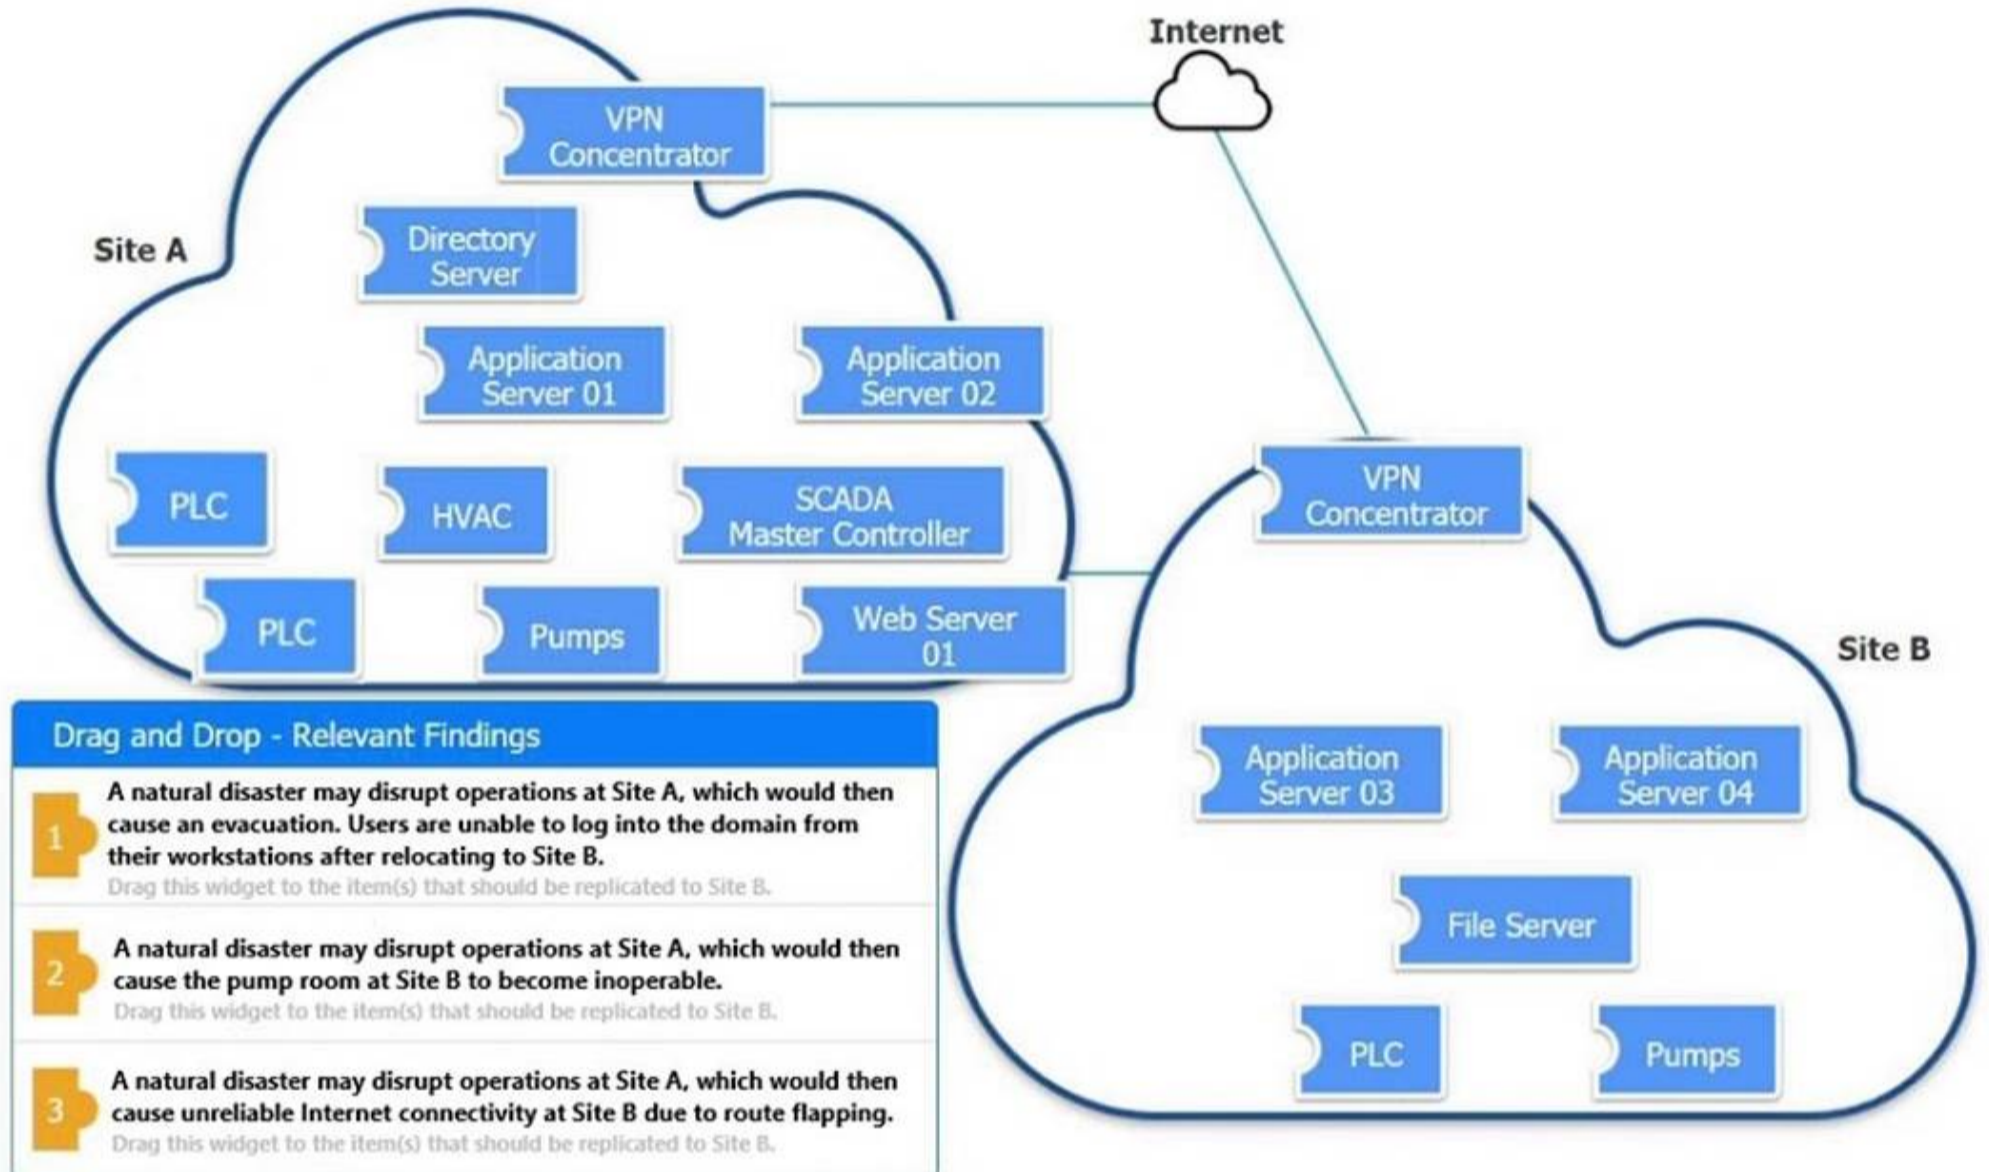 Internet
VPN
Concentrator
Directory
Server
Site A
Application
Server 01
Application
Server 02
PLC
HVAC
SCADA
Master Controller
VPN
Concentrator
PLC
Pumps
Web Server
01
Site B
Drag and Drop - Relevant Findings
1
A natural disaster may disrupt operations at Site A, which would then
cause an evacuation. Users are unable to log into the domain from
their workstations after relocating to Site B.
Drag this widget to the item(s) that should be replicated to Site B.
2
A natural disaster may disrupt operations at Site A, which would then
cause the pump room at Site B to become inoperable.
Drag this widget to the item(s) that should be replicated to Site B.
3
A natural disaster may disrupt operations at Site A, which would then
cause unreliable Internet connectivity at Site B due to route flapping.
Drag this widget to the item(s) that should be replicated to Site B.
Application
Server 03
Application
Server 04
File Server
PLC
Pumps